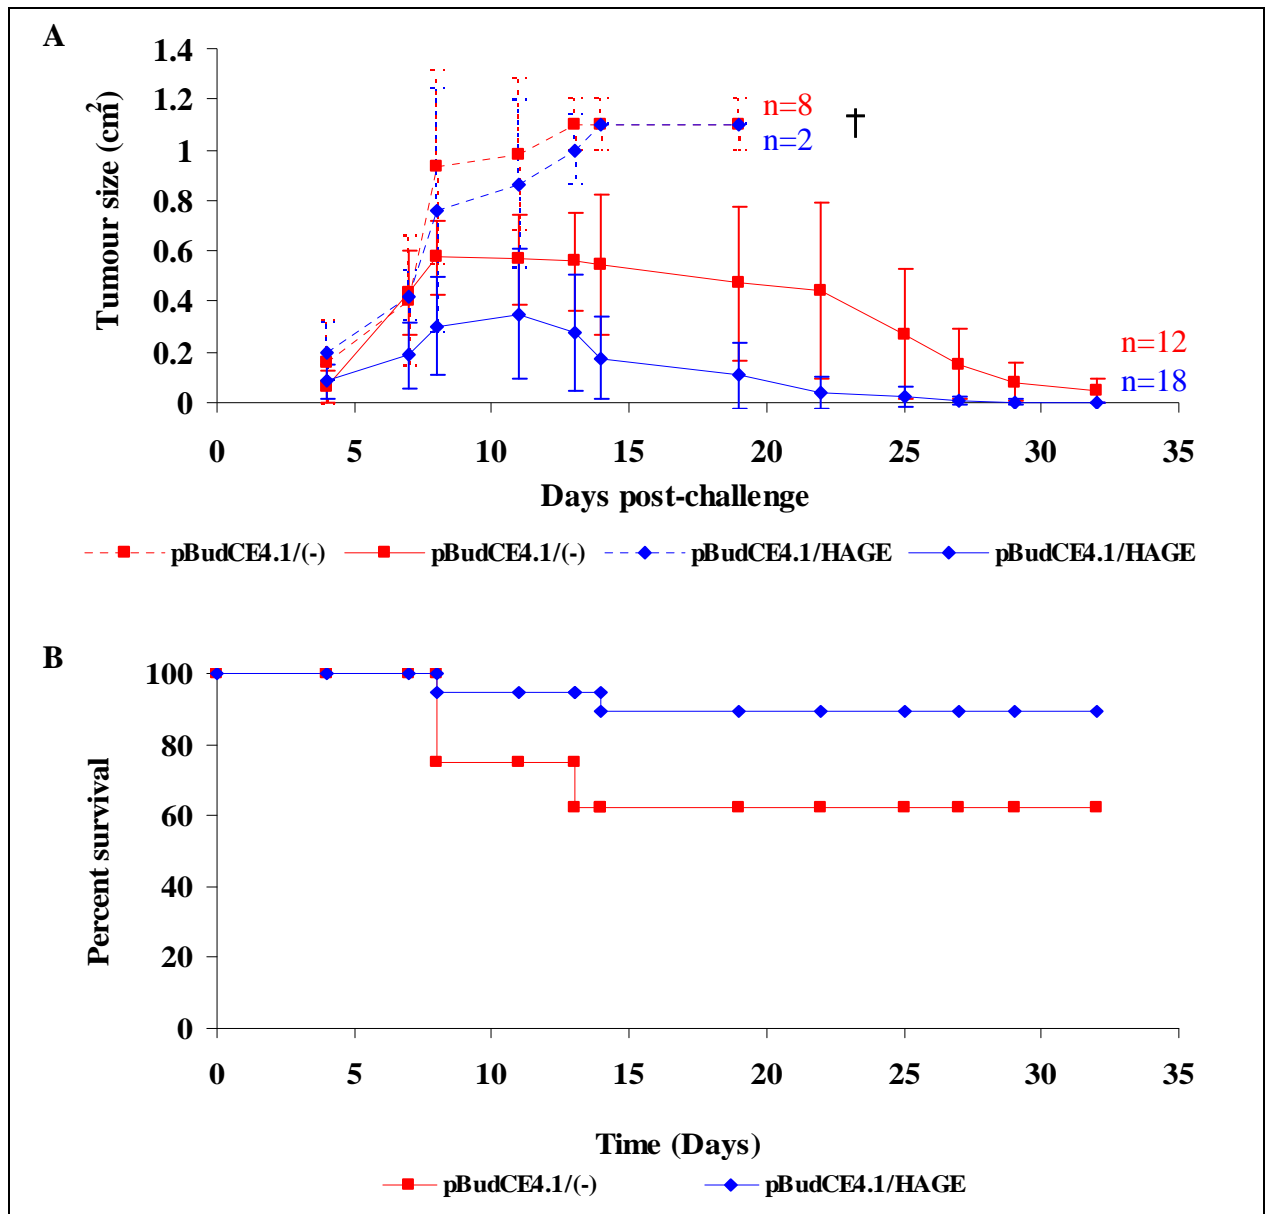 A
1.4
1.2
1
0.8
0.6
0.4
0.2
0
Tumour size (cm²)
n=8
n=2
†
n=12
n=18
0 5 10 15 20 25 30 35
Days post-challenge
pBudCE4.1/(-) pBudCE4.1/(-) pBudCE4.1/HAGE pBudCE4.1/HAGE
B
100
80
60
40
20
0
Percent survival
0 5 10 15 20 25 30 35
Time (Days)
pBudCE4.1/(-) pBudCE4.1/HAGE